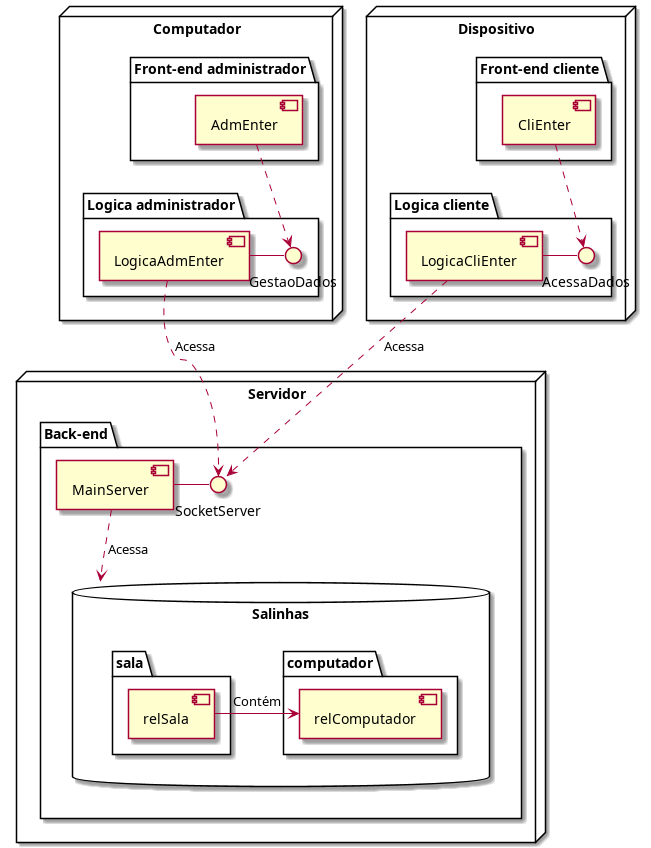 Computador
Dispositivo
Front-end administrador
Front-end cliente
AdmEnter
CliEnter
Logica administrador
Logica cliente
LogicaAdmEnter
LogicaCliEnter
GestaoDados
AcessaDados
Acessa
Acessa
Servidor
Back-end
MainServer
SocketServer
Acessa
Salinhas
sala
computador
Contém
relSala
relComputador